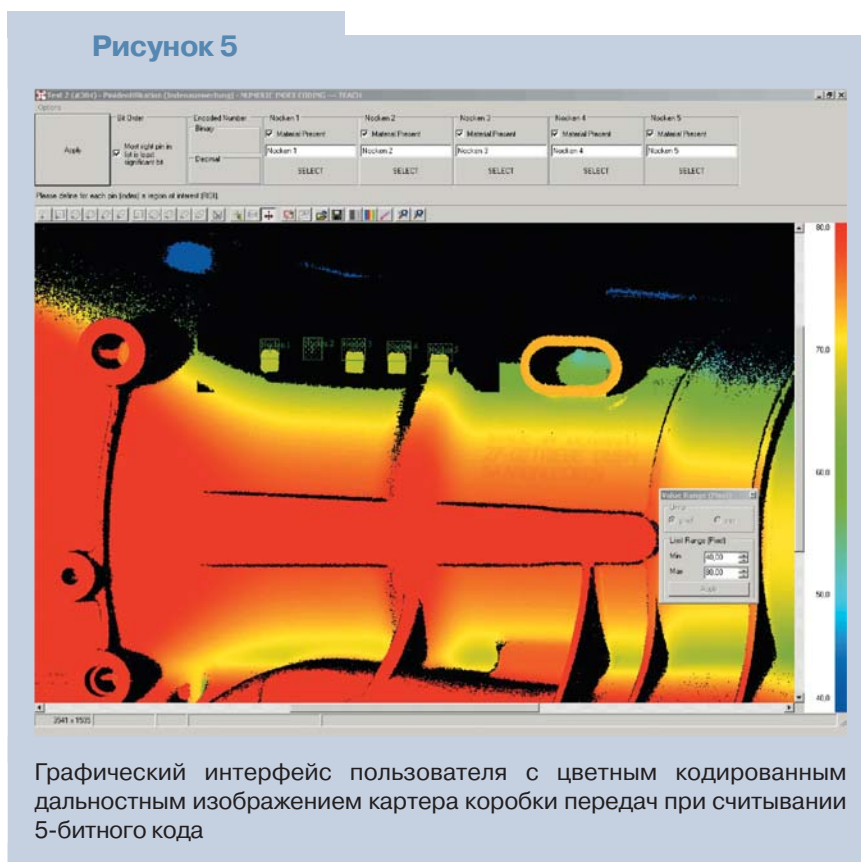 Рисунок 5
Test 2 (#384) - Pinidentifikation (Indexauswertung) - NUMERIC INDEX CODING --- TEACH
Options
Bit Order Encoded Number Nocken 1 Nocken 2 Nocken 3 Nocken 4 Nocken 5
Binary Material Present Material Present Material Present Material Present Material Present
Apply Most right pin in list is least significant bit Nocken 1 Nocken 2 Nocken 3 Nocken 4 Nocken 5
Decimal
SELECT SELECT SELECT SELECT SELECT
Please define for each pin (index) a region of interest (ROI).
80,0
70,0
60,0
50,0
40,0
Value Range (Pixel)
Units
pixel
Limit Range (Pixel)
Min 40,00
Max 80,00
Apply
Графический интерфейс пользователя с цветным кодированным
дальностным изображением картера коробки передач при считывании
5-битного кода